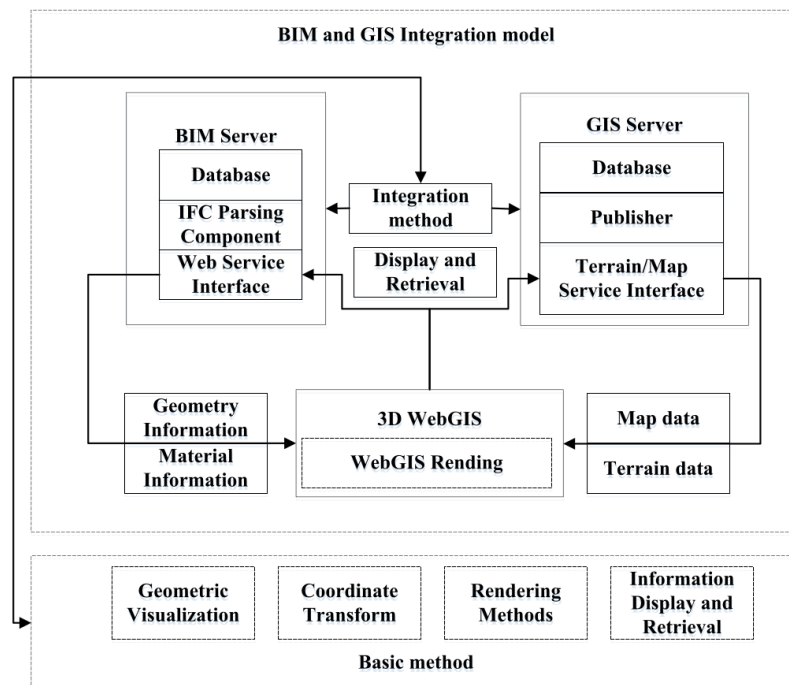 BIM and GIS Integration model
BIM Server
Database
IFC Parsing
Component
Web Service
Interface
Integration
method
Display and
Retrieval
GIS Server
Database
Publisher
Terrain/Map
Service Interface
Geometry
Information
Material
Information
3D WebGIS
WebGIS Rending
Map data
Terrain data
Geometric
Visualization
Coordinate
Transform
Rendering
Methods
Information
Display and
Retrieval
Basic method